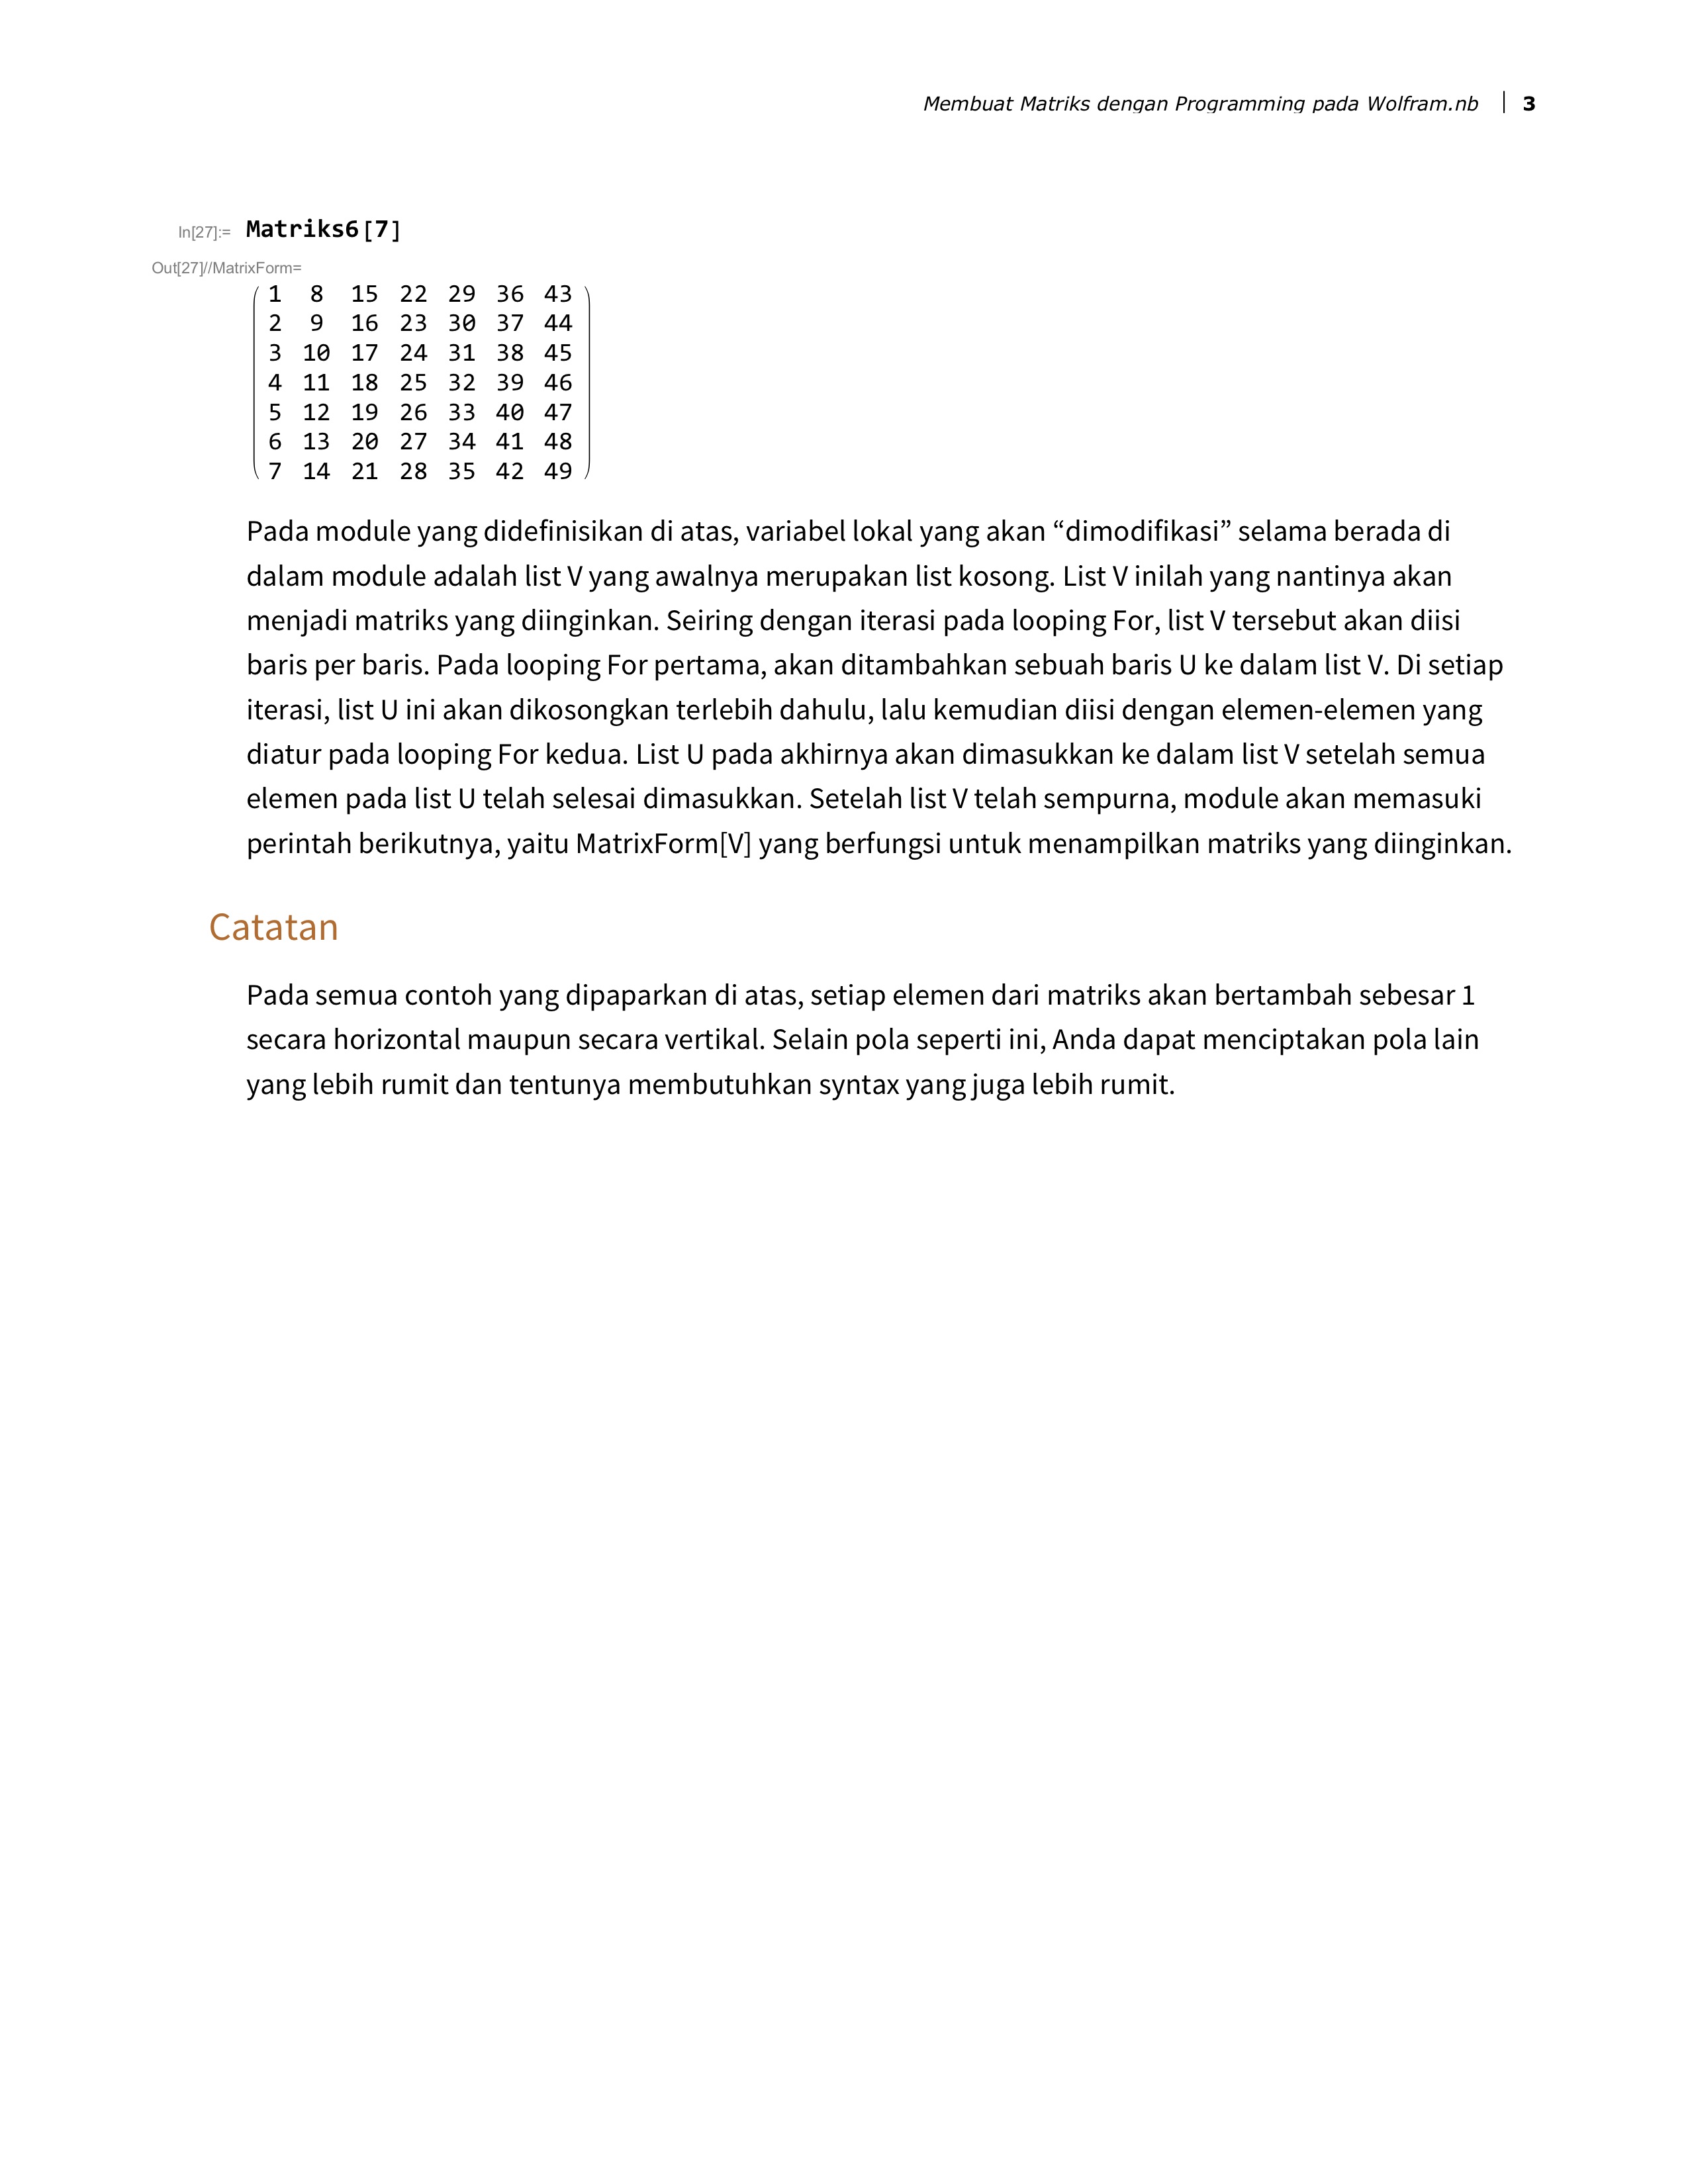 Membuat Matriks dengan Programming pada Wolfram.nb | 3
In[27]:= Matriks6[7]
Out[27]//MatrixForm=
1 8 15 22 29 36 43
2 9 16 23 30 37 44
3 10 17 24 31 38 45
4 11 18 25 32 39 46
5 12 19 26 33 40 47
6 13 20 27 34 41 48
7 14 21 28 35 42 49
Pada module yang didefinisikan di atas, variabel lokal yang akan “dimodifikasi” selama berada di
dalam module adalah list V yang awalnya merupakan list kosong. List V inilah yang nantinya akan
menjadi matriks yang diinginkan. Seiring dengan iterasi pada looping For, list V tersebut akan diisi
baris per baris. Pada looping For pertama, akan ditambahkan sebuah baris U ke dalam list V. Di setiap
iterasi, list U ini akan dikosongkan terlebih dahulu, lalu kemudian diisi dengan elemen-elemen yang
diatur pada looping For kedua. List U pada akhirnya akan dimasukkan ke dalam list V setelah semua
elemen pada list U telah selesai dimasukkan. Setelah list V telah sempurna, module akan memasuki
perintah berikutnya, yaitu MatrixForm[V] yang berfungsi untuk menampilkan matriks yang diinginkan.
Catatan
Pada semua contoh yang dipaparkan di atas, setiap elemen dari matriks akan bertambah sebesar 1
secara horizontal maupun secara vertikal. Selain pola seperti ini, Anda dapat menciptakan pola lain
yang lebih rumit dan tentunya membutuhkan syntax yang juga lebih rumit.